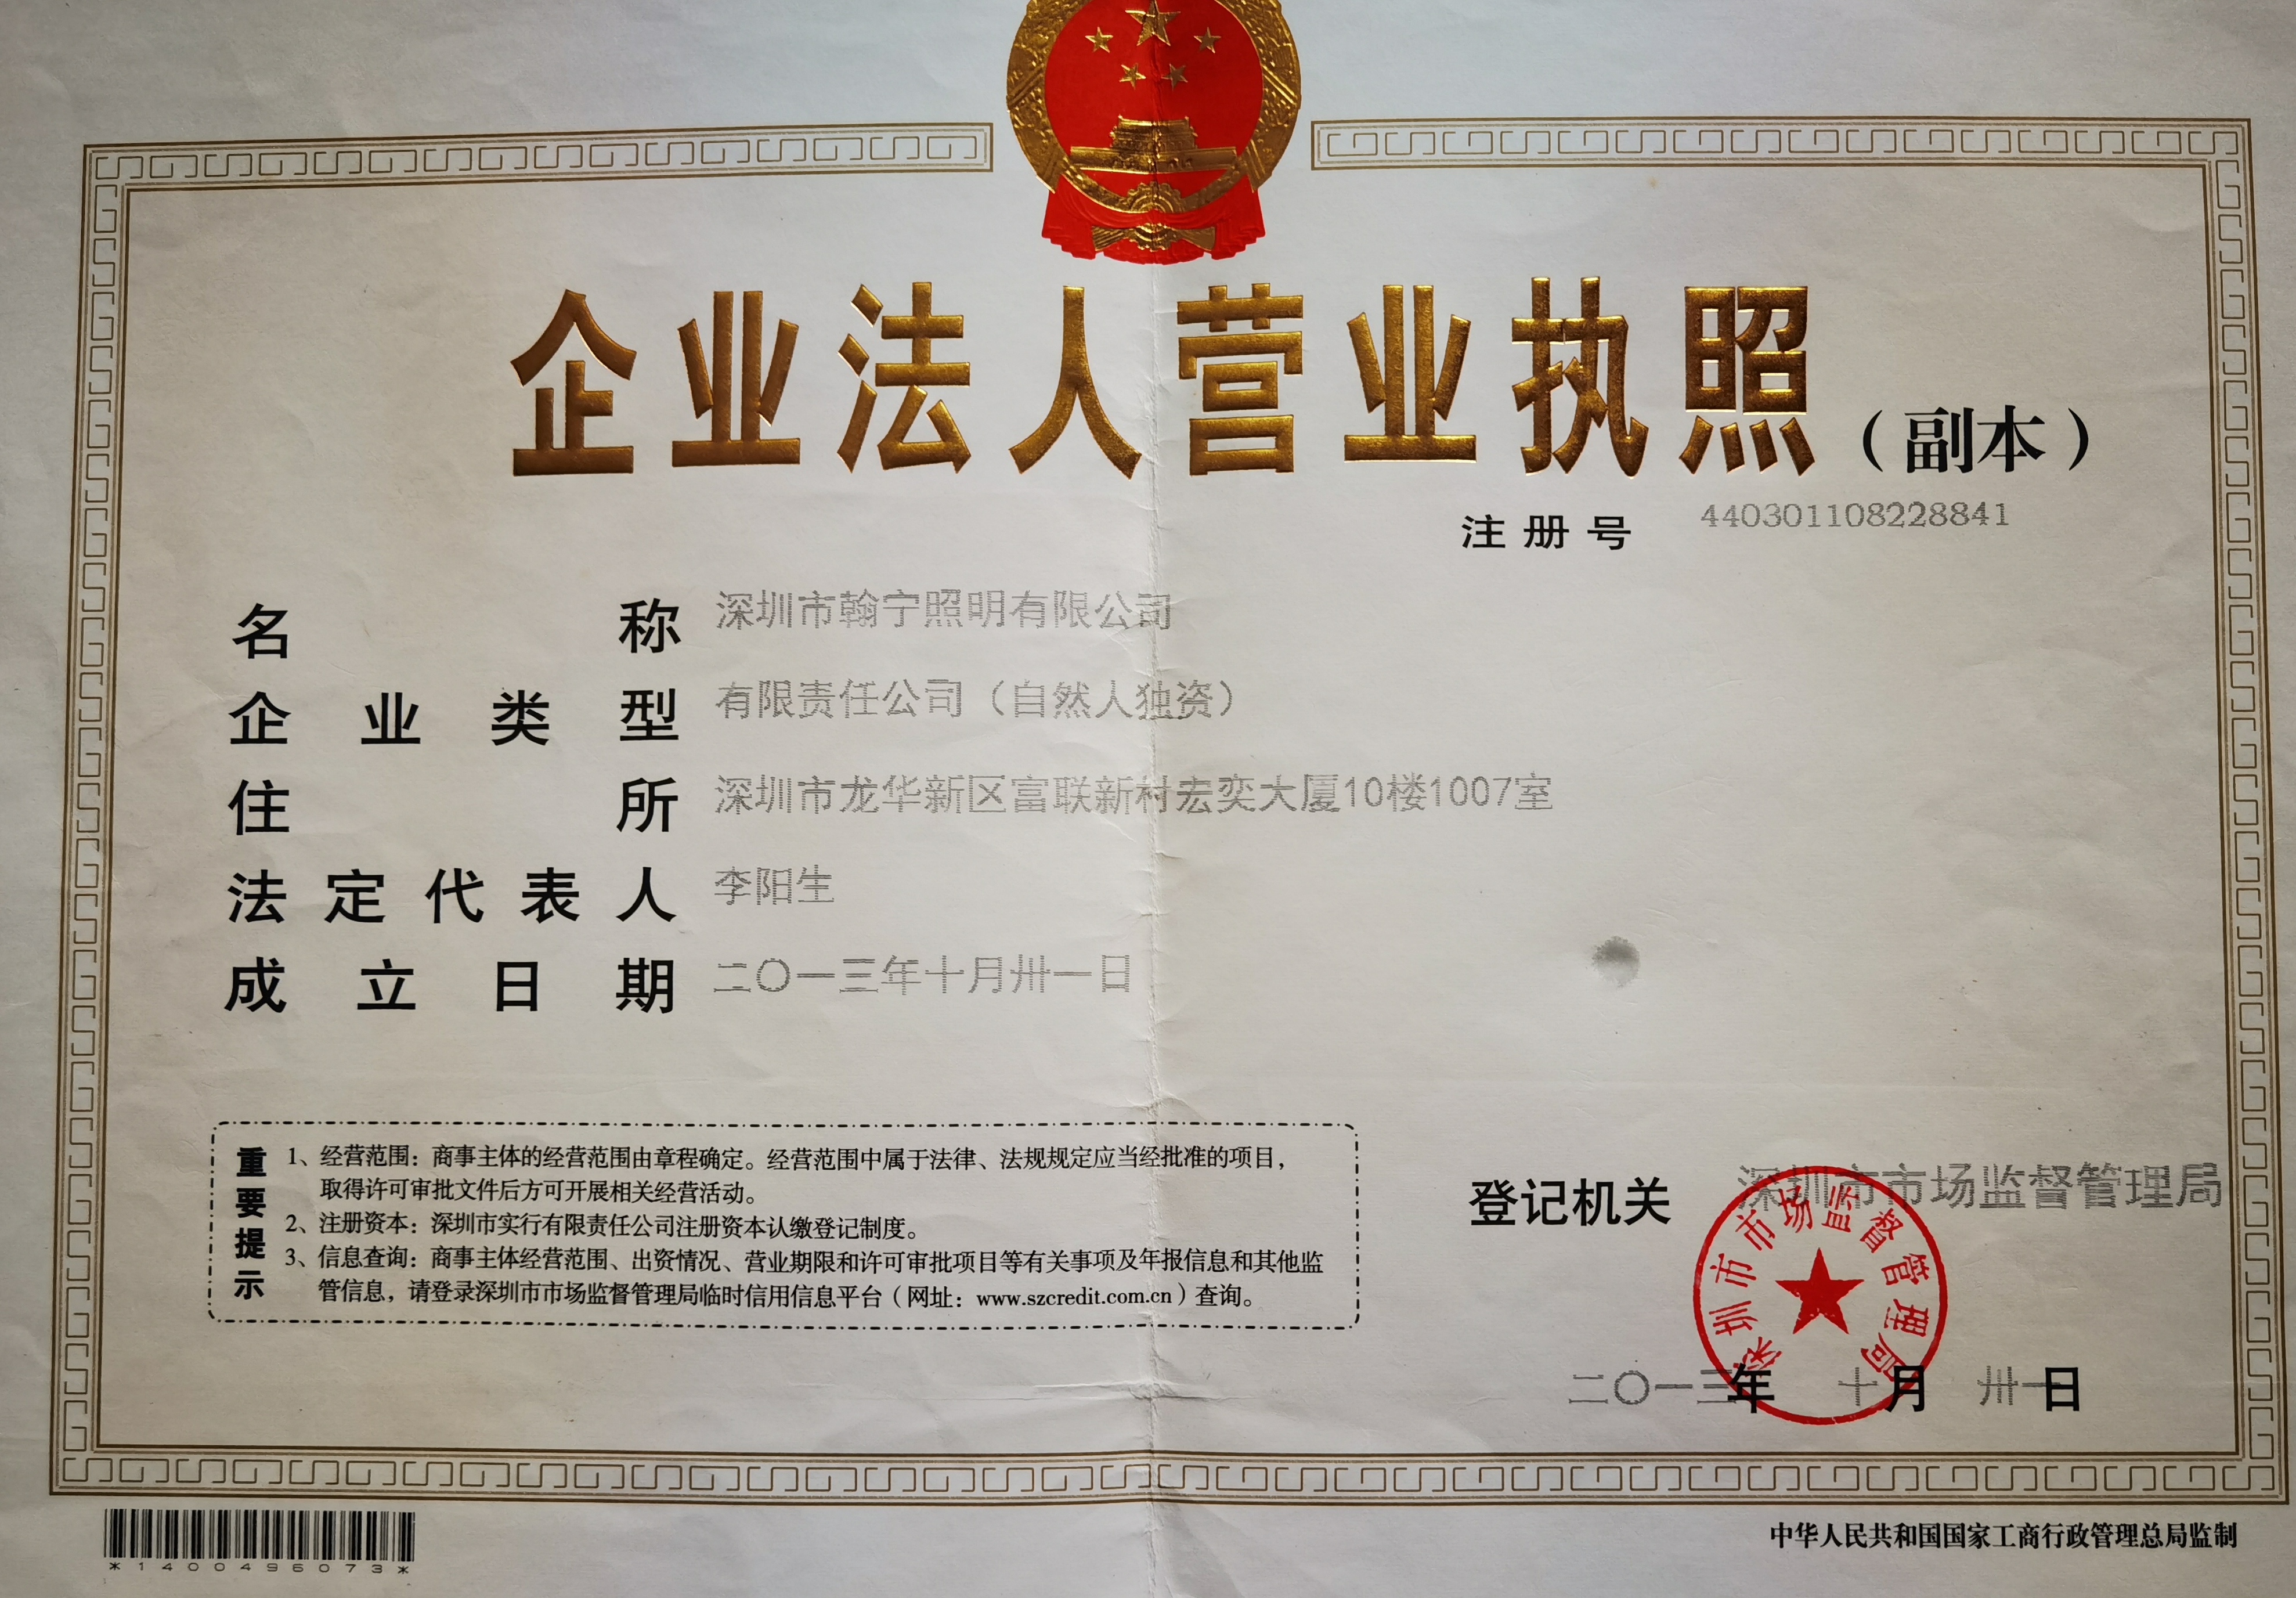 企业法人营业执照（副本）
注册号 440301108228841
名称 深圳市翰宁照明有限公司
企业类型 有限责任公司（自然人独资）
住所 深圳市龙华新区富联新村宏奕大厦10楼1007室
法定代表人 李阳生
成立日期 二〇一三年十月卅一日
重要提示
1、经营范围：商事主体的经营范围由章程确定。经营范围中属于法律、法规规定应当经批准的项目，
取得许可审批文件后方可开展相关经营活动。
2、注册资本：深圳市实行有限责任公司注册资本认缴登记制度。
3、信息查询：商事主体经营范围、出资情况、营业期限和许可审批项目等有关事项及年报信息和其他监
管信息，请登录深圳市市场监督管理局临时信用信息平台（网址：www.szcredit.com.cn）查询。
登记机关 深圳市市场监督管理局
深圳市市场监督管理局
二〇一三年十月卅一日
*1400496073*
中华人民共和国国家工商行政管理总局监制